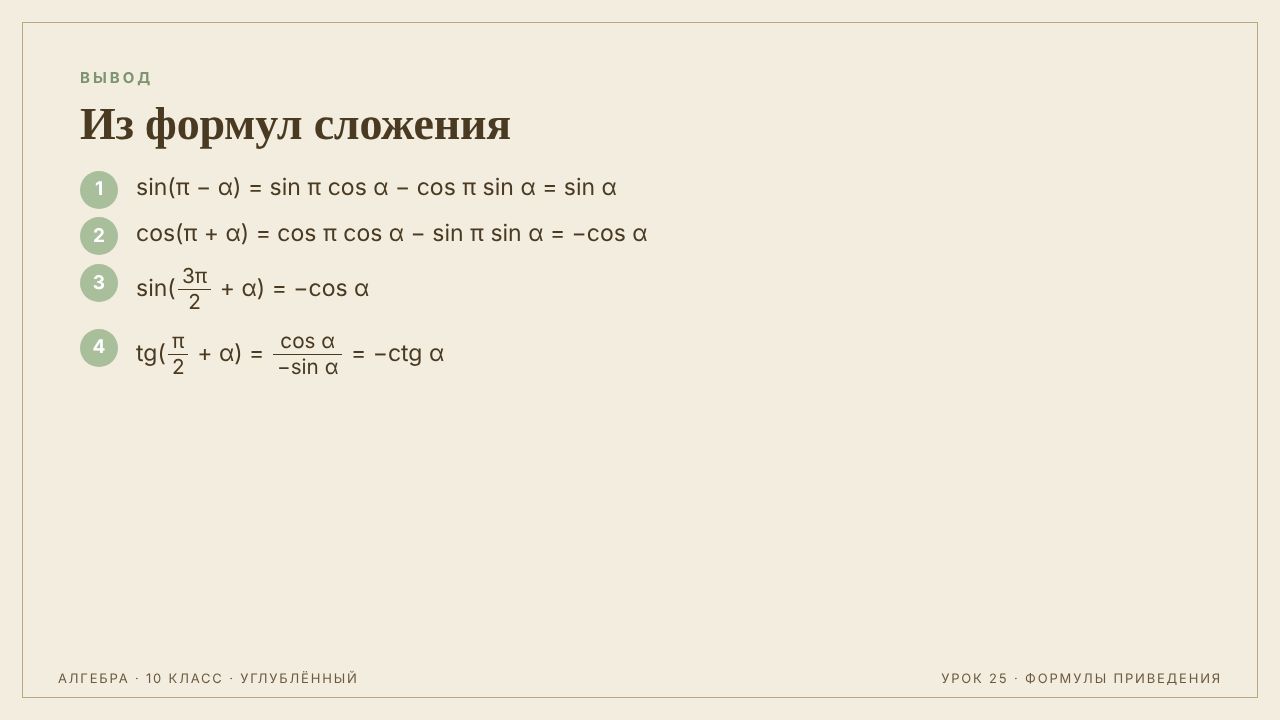 ВЫВОД
Из формул сложения
1 sin(π − α) = sin π cos α − cos π sin α = sin α
2 cos(π + α) = cos π cos α − sin π sin α = −cos α
3 sin(3π/2 + α) = −cos α
4 tg(π/2 + α) = cos α/−sin α = −ctg α
АЛГЕБРА · 10 КЛАСС · УГЛУБЛЁННЫЙ
УРОК 25 · ФОРМУЛЫ ПРИВЕДЕНИЯ